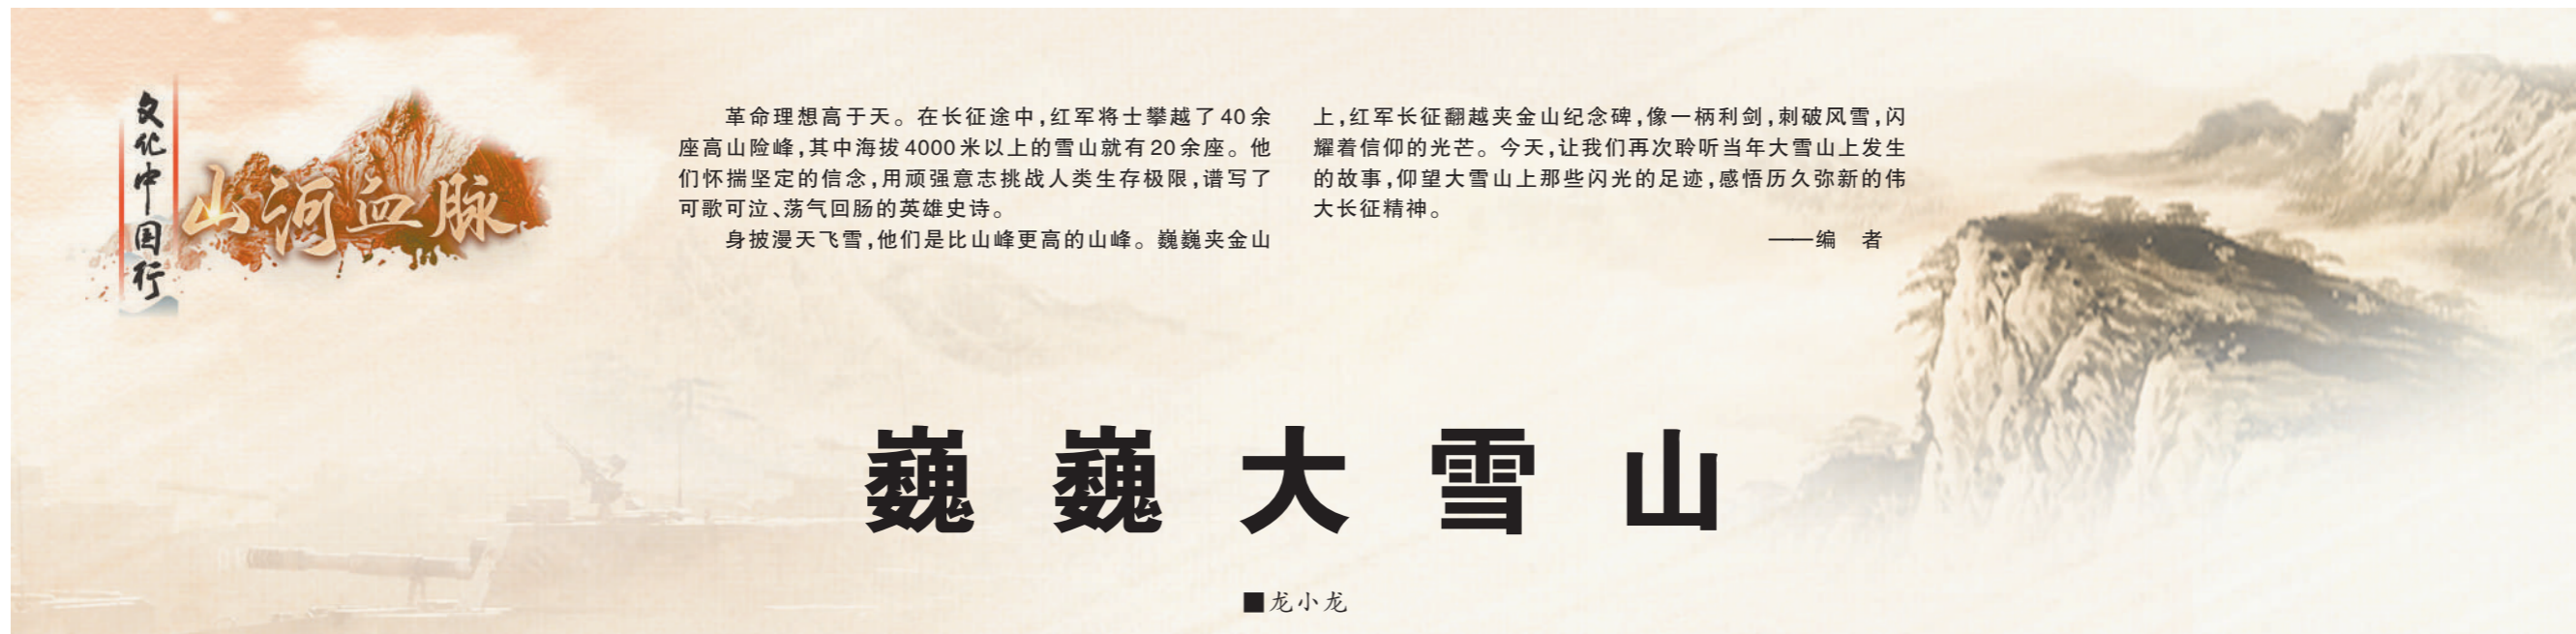 文化中国行
山河血脉
革命理想高于天。在长征途中,红军将士攀越了40余
座高山险峰,其中海拔4000米以上的雪山就有20余座。他
们怀揣坚定的信念,用顽强意志挑战人类生存极限,谱写了
可歌可泣、荡气回肠的英雄史诗。
身披漫天飞雪,他们是比山峰更高的山峰。巍巍夹金山
上,红军长征翻越夹金山纪念碑,像一柄利剑,刺破风雪,闪
耀着信仰的光芒。今天,让我们再次聆听当年大雪山上发生
的故事,仰望大雪山上那些闪光的足迹,感悟历久弥新的伟
大长征精神。
——编 者
巍巍大雪山
■龙小龙